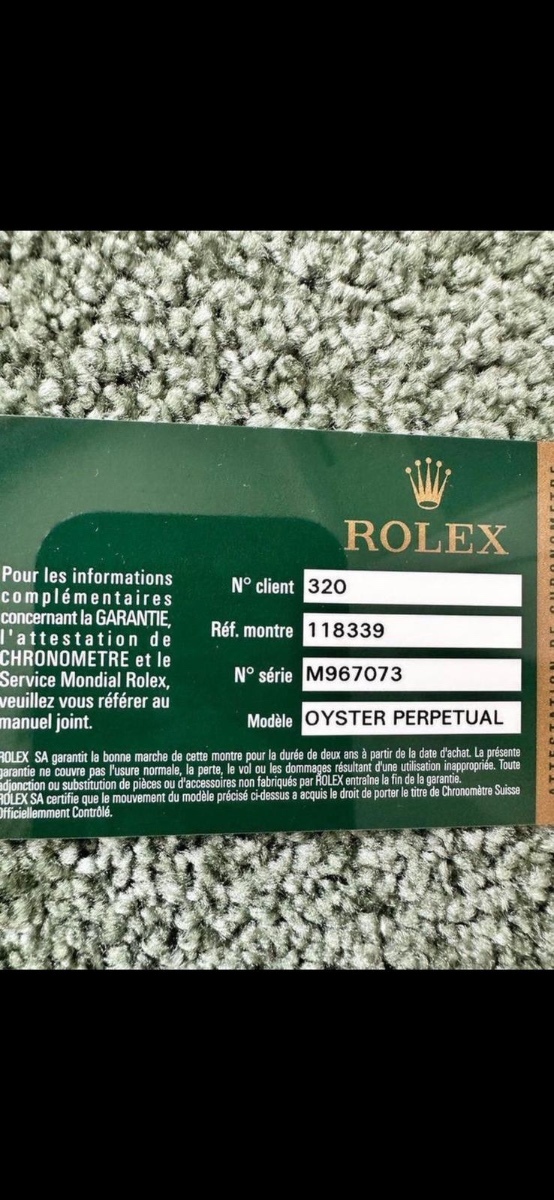 ROLEX
Pour les informations
complémentaires
concernant la GARANTIE,
l'attestation de
CHRONOMETRE et le
Service Mondial Rolex,
veuillez vous référer au
manuel joint.
N° client 320
Réf. montre 118339
N° série M967073
Modèle OYSTER PERPETUAL
ROLEX SA garantit la bonne marche de cette montre pour la durée de deux ans à partir de la date d'achat. La présente
garantie ne couvre pas l'usure normale, la perte, le vol ou les dommages résultant d'une utilisation inappropriée. Toute
adjonction ou substitution de pièces ou d'accessoires non fabriqués par ROLEX entraîne la fin de la garantie.
ROLEX SA certifie que le mouvement du modèle précisé ci-dessus a acquis le droit de porter le titre de Chronomètre Suisse
Officiellemment Contrôlé.